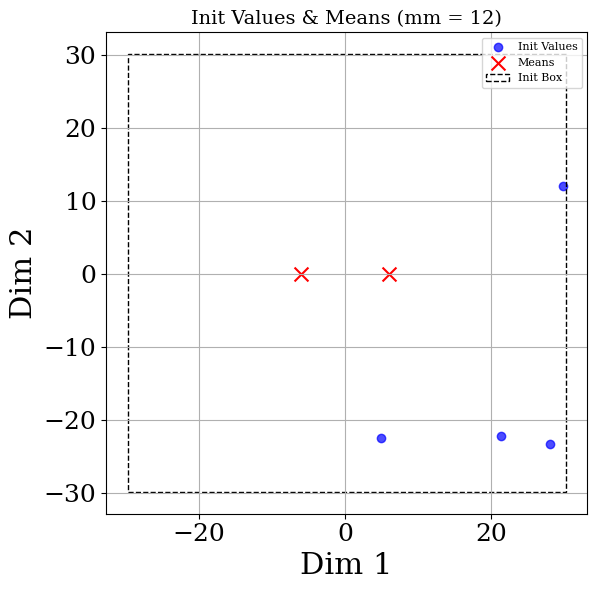 Init Values & Means (mm = 12)
Init Values
Means
Init Box
30
20
10
0
−10
−20
−30
Dim 2
−20
0
20
Dim 1